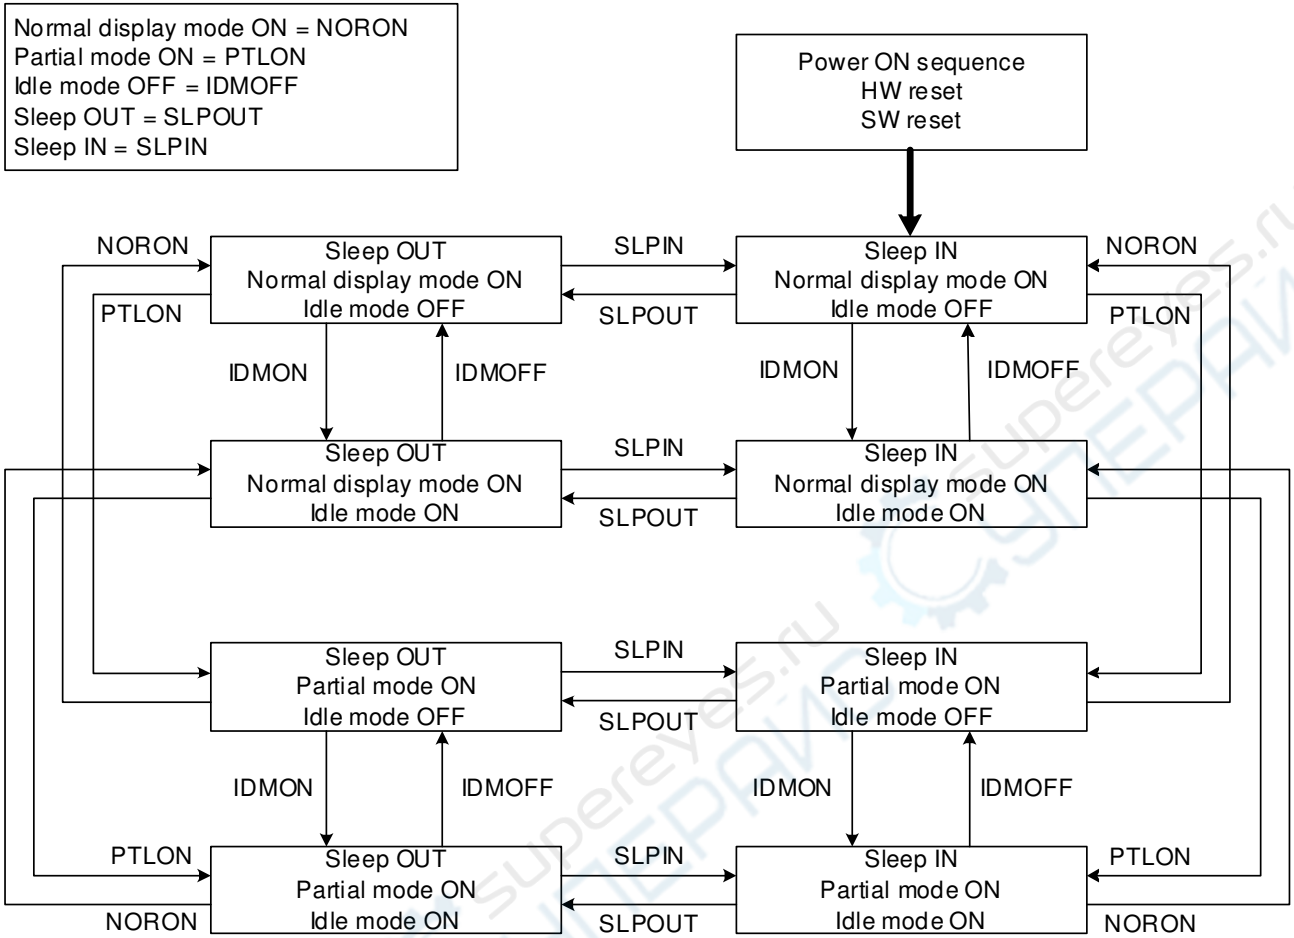 Normal display mode ON = NORON
Partial mode ON = PTLON
Idle mode OFF = IDMOFF
Sleep OUT = SLPOUT
Sleep IN = SLPIN
Power ON sequence
HW reset
SW reset
NORON
Sleep OUT
Normal display mode ON
Idle mode OFF
SLPIN
SLPOUT
Sleep IN
Normal display mode ON
Idle mode OFF
NORON
PTLON
PTLON
IDMON
IDMOFF
IDMON
IDMOFF
Sleep OUT
Normal display mode ON
Idle mode ON
SLPIN
SLPOUT
Sleep IN
Normal display mode ON
Idle mode ON
Sleep OUT
Partial mode ON
Idle mode OFF
SLPIN
SLPOUT
Sleep IN
Partial mode ON
Idle mode OFF
IDMON
IDMOFF
IDMON
IDMOFF
PTLON
NORON
Sleep OUT
Partial mode ON
Idle mode ON
SLPIN
SLPOUT
Sleep IN
Partial mode ON
Idle mode ON
PTLON
NORON
supereyes.ru
СУПЕРАЙС
supereyes.ru